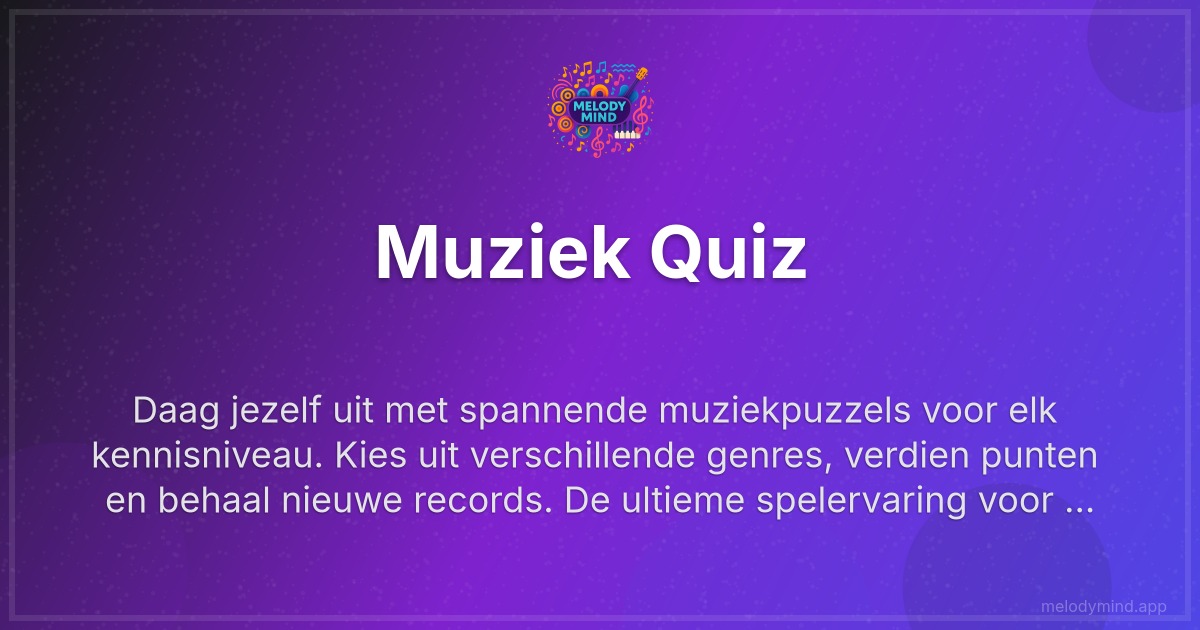 MELODY
MIND
Muziek Quiz
Daag jezelf uit met spannende muziekpuzzels voor elk
kennisniveau. Kies uit verschillende genres, verdien punten
en behaal nieuwe records. De ultieme spelervaring voor ...
melodymind.app